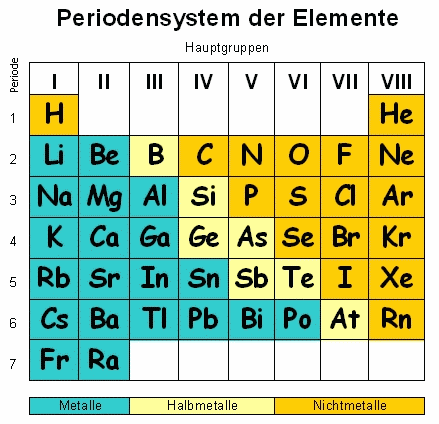 Periodensystem der Elemente
Hauptgruppen
Periode
I II III IV V VI VII VIII
1 H He
2 Li Be B C N O F Ne
3 Na Mg Al Si P S Cl Ar
4 K Ca Ga Ge As Se Br Kr
5 Rb Sr In Sn Sb Te I Xe
6 Cs Ba Tl Pb Bi Po At Rn
7 Fr Ra
Metalle Halbmetalle Nichtmetalle